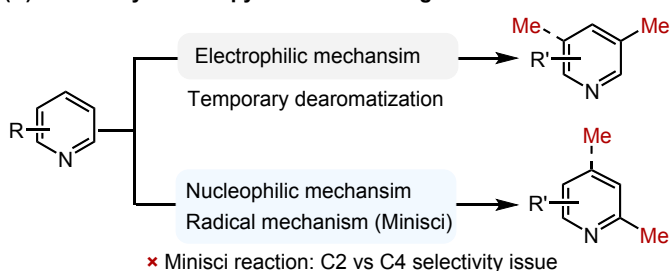 Me
Me
Electrophilic mechansim
R'
N
Temporary dearomatization
R
N
Me
Nucleophilic mechansim
Radical mechanism (Minisci)
R'
N
Me
× Minisci reaction: C2 vs C4 selectivity issue